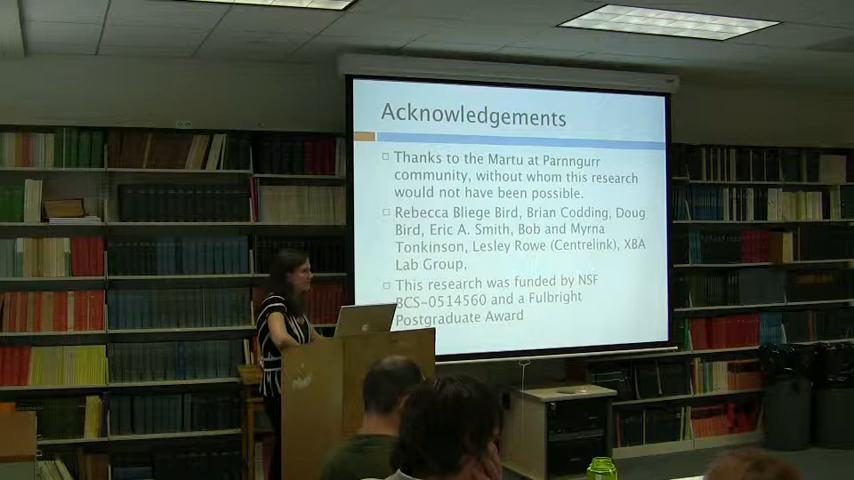 Acknowledgements
Thanks to the Martu at Parnngurr
community, without whom this research
would not have been possible.
Rebecca Bliege Bird, Brian Codding, Doug
Bird, Eric A. Smith, Bob and Myrna
Tonkinson, Lesley Rowe (Centrelink), XBA
Lab Group,
This research was funded by NSF
BCS-0514560 and a Fulbright
Postgraduate Award